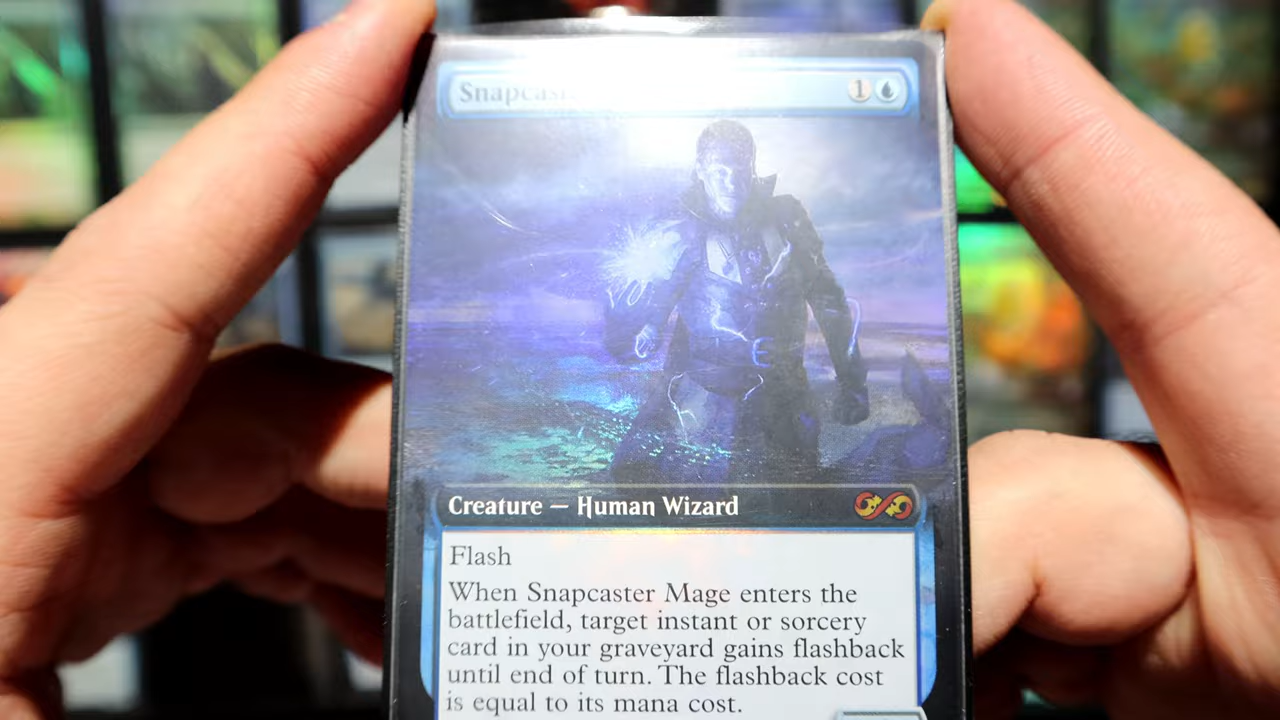 Snapcas 1
Creature — Human Wizard
Flash
When Snapcaster Mage enters the
battlefield, target instant or sorcery
card in your graveyard gains flashback
until end of turn. The flashback cost
is equal to its mana cost.